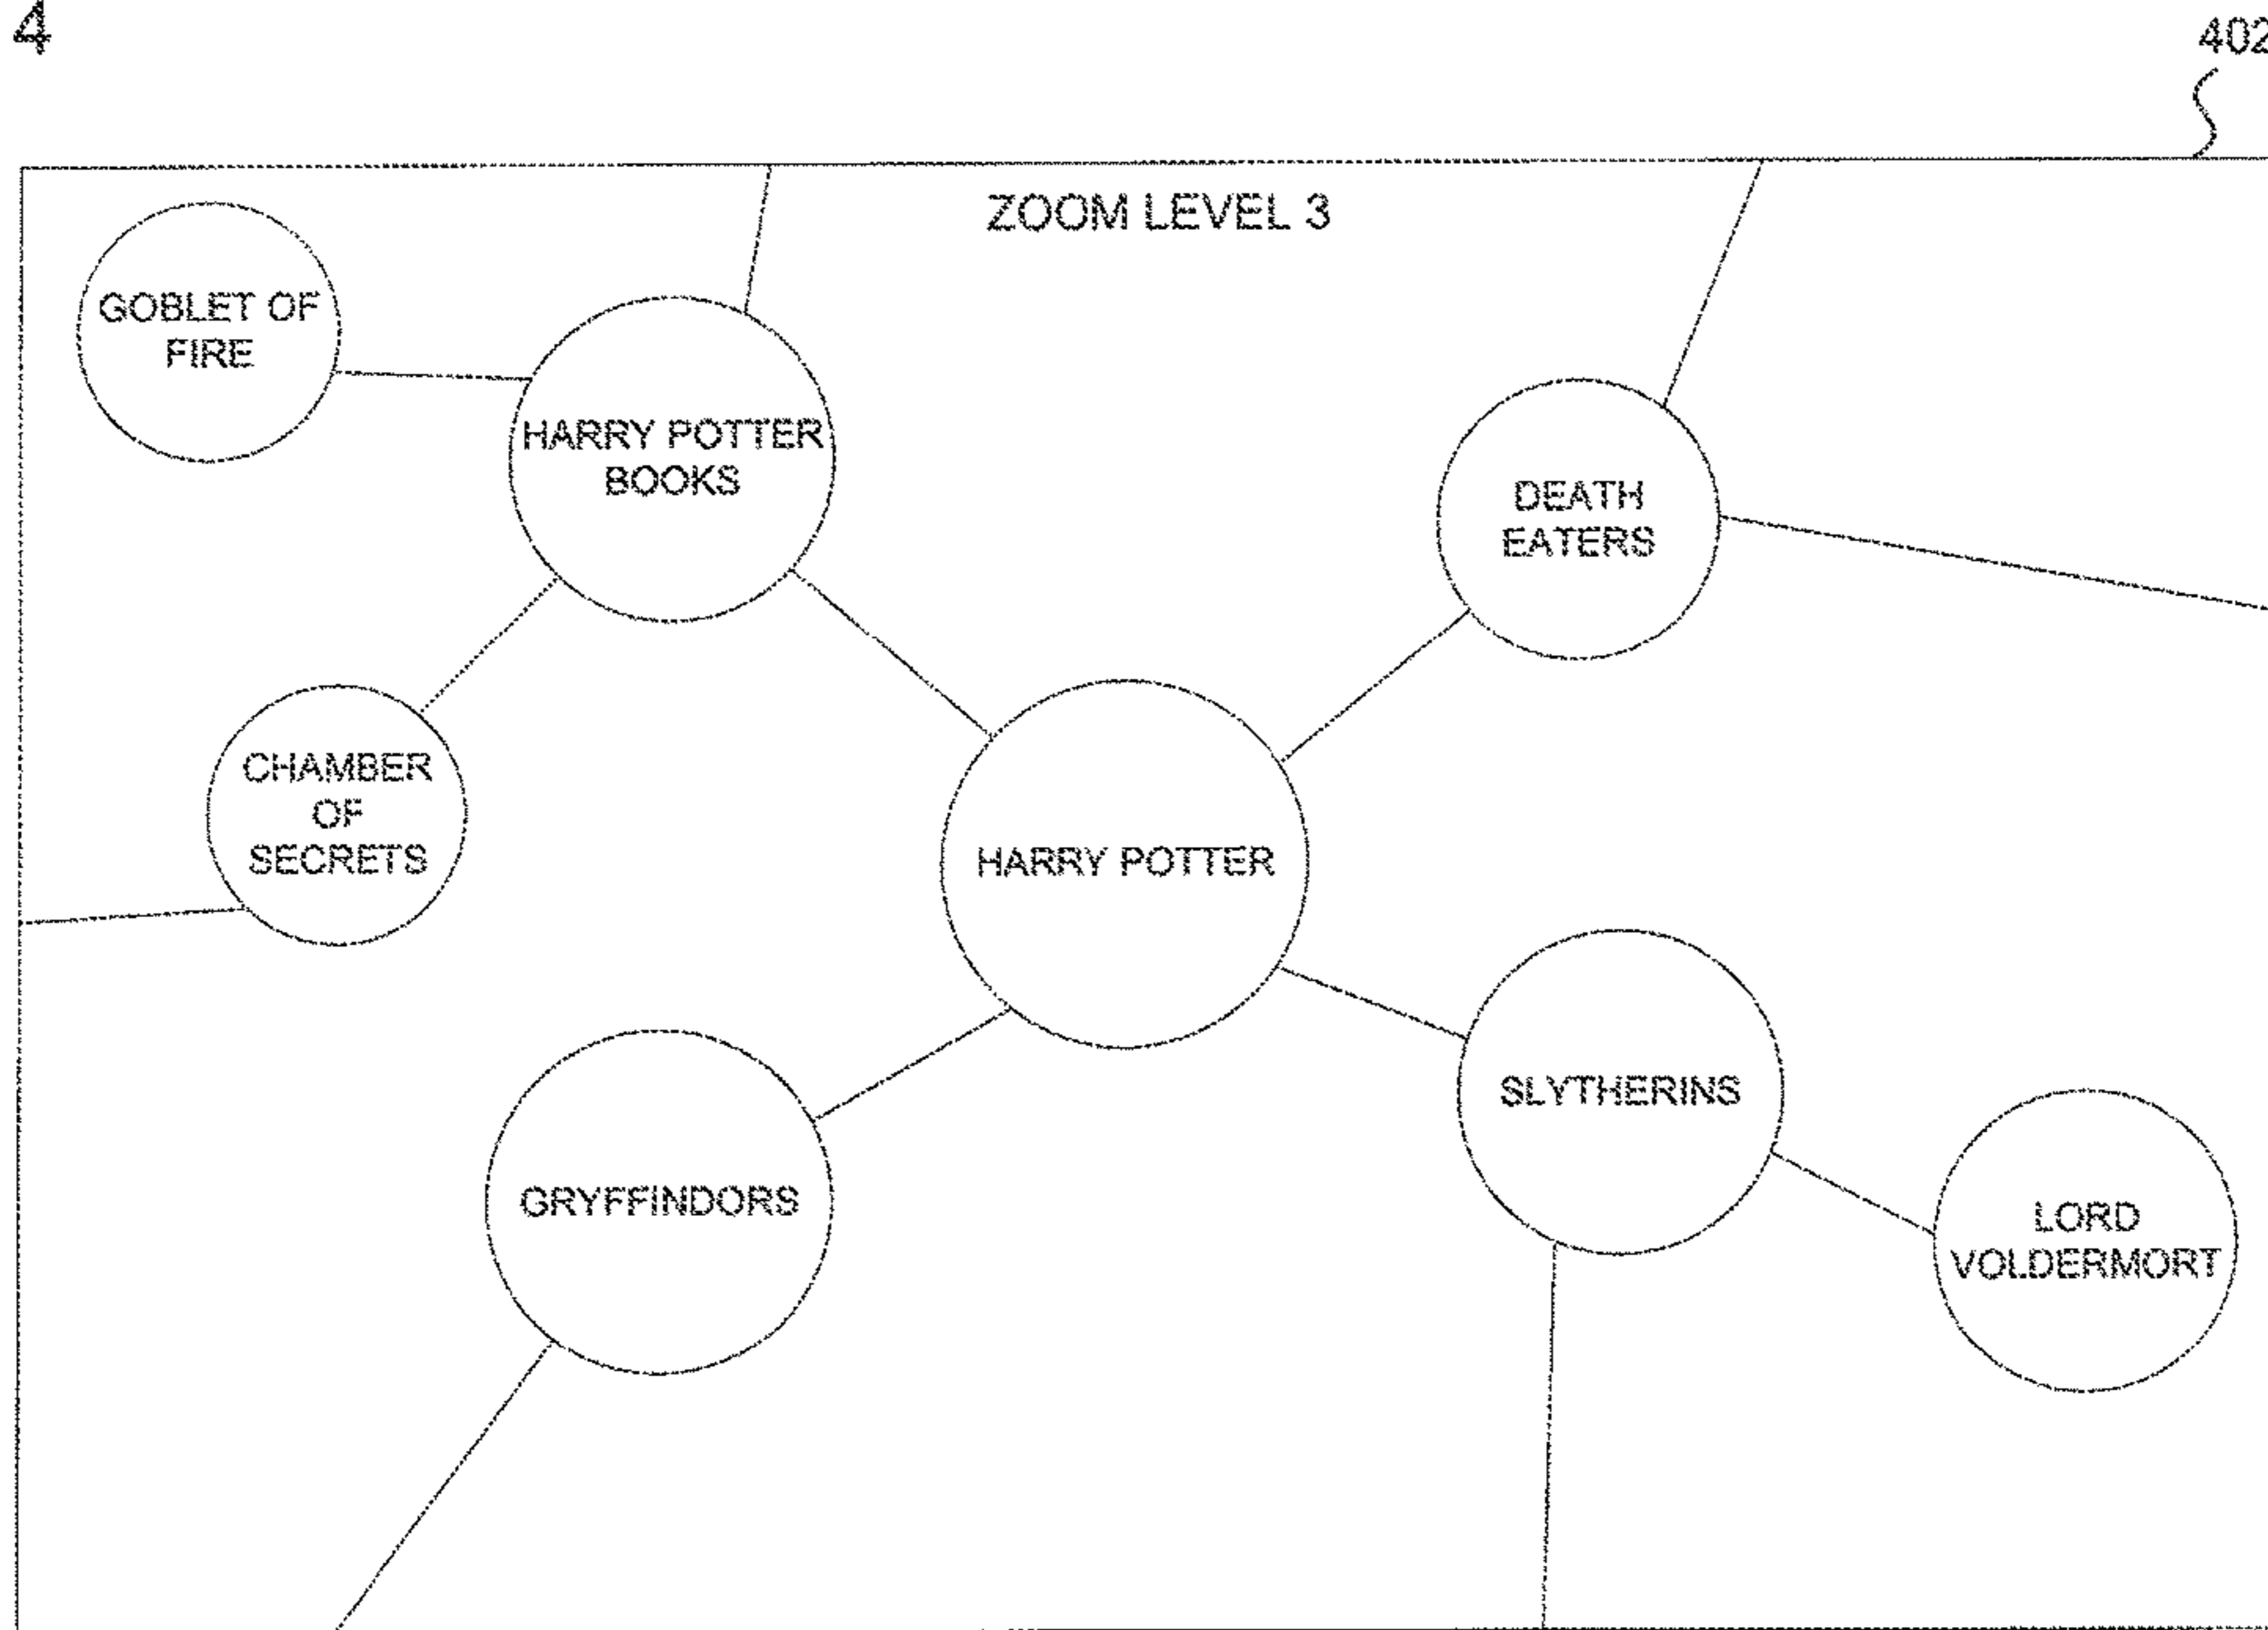 4
402
ZOOM LEVEL 3
GOBLET OF
FIRE
HARRY POTTER
BOOKS
DEATH
EATERS
CHAMBER
OF
SECRETS
HARRY POTTER
SLYTHERINS
GRYFFINDORS
LORD
VOLDERMORT